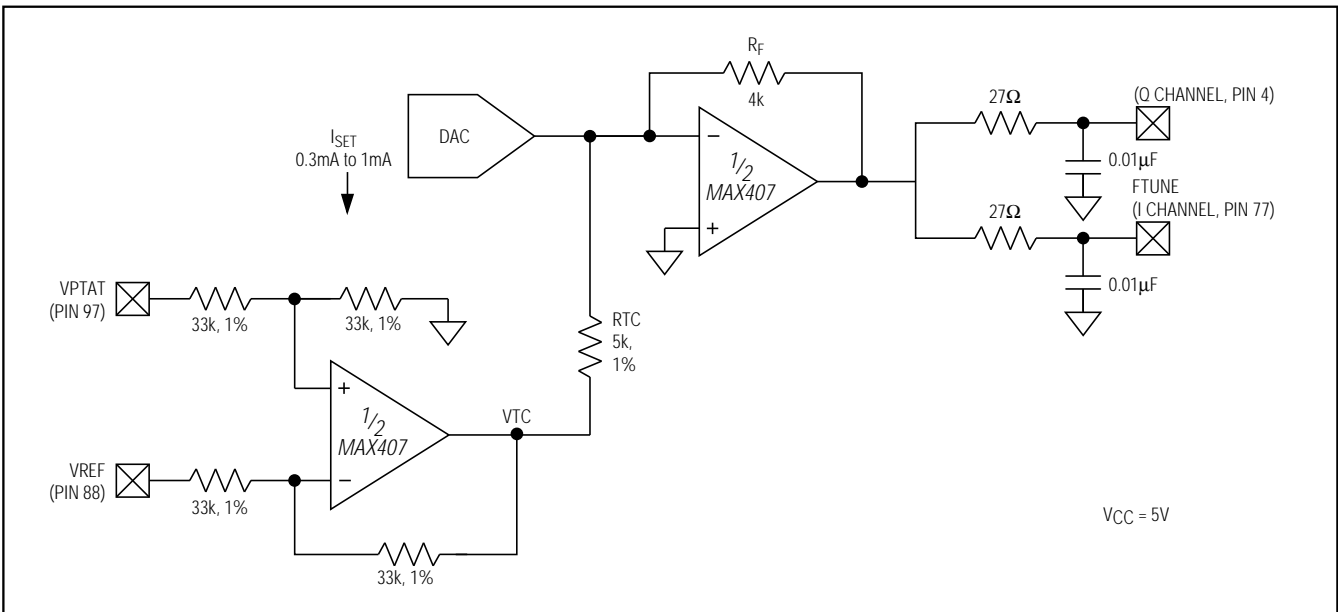 RF
4k
DAC
ISET
0.3mA to 1mA
1/2
MAX407
27Ω
(Q CHANNEL, PIN 4)
0.01μF
FTUNE
(I CHANNEL, PIN 77)
27Ω
0.01μF
VPTAT
(PIN 97)
33k, 1%
33k, 1%
RTC
5k,
1%
1/2
MAX407
VTC
VREF
(PIN 88)
33k, 1%
33k, 1%
VCC = 5V